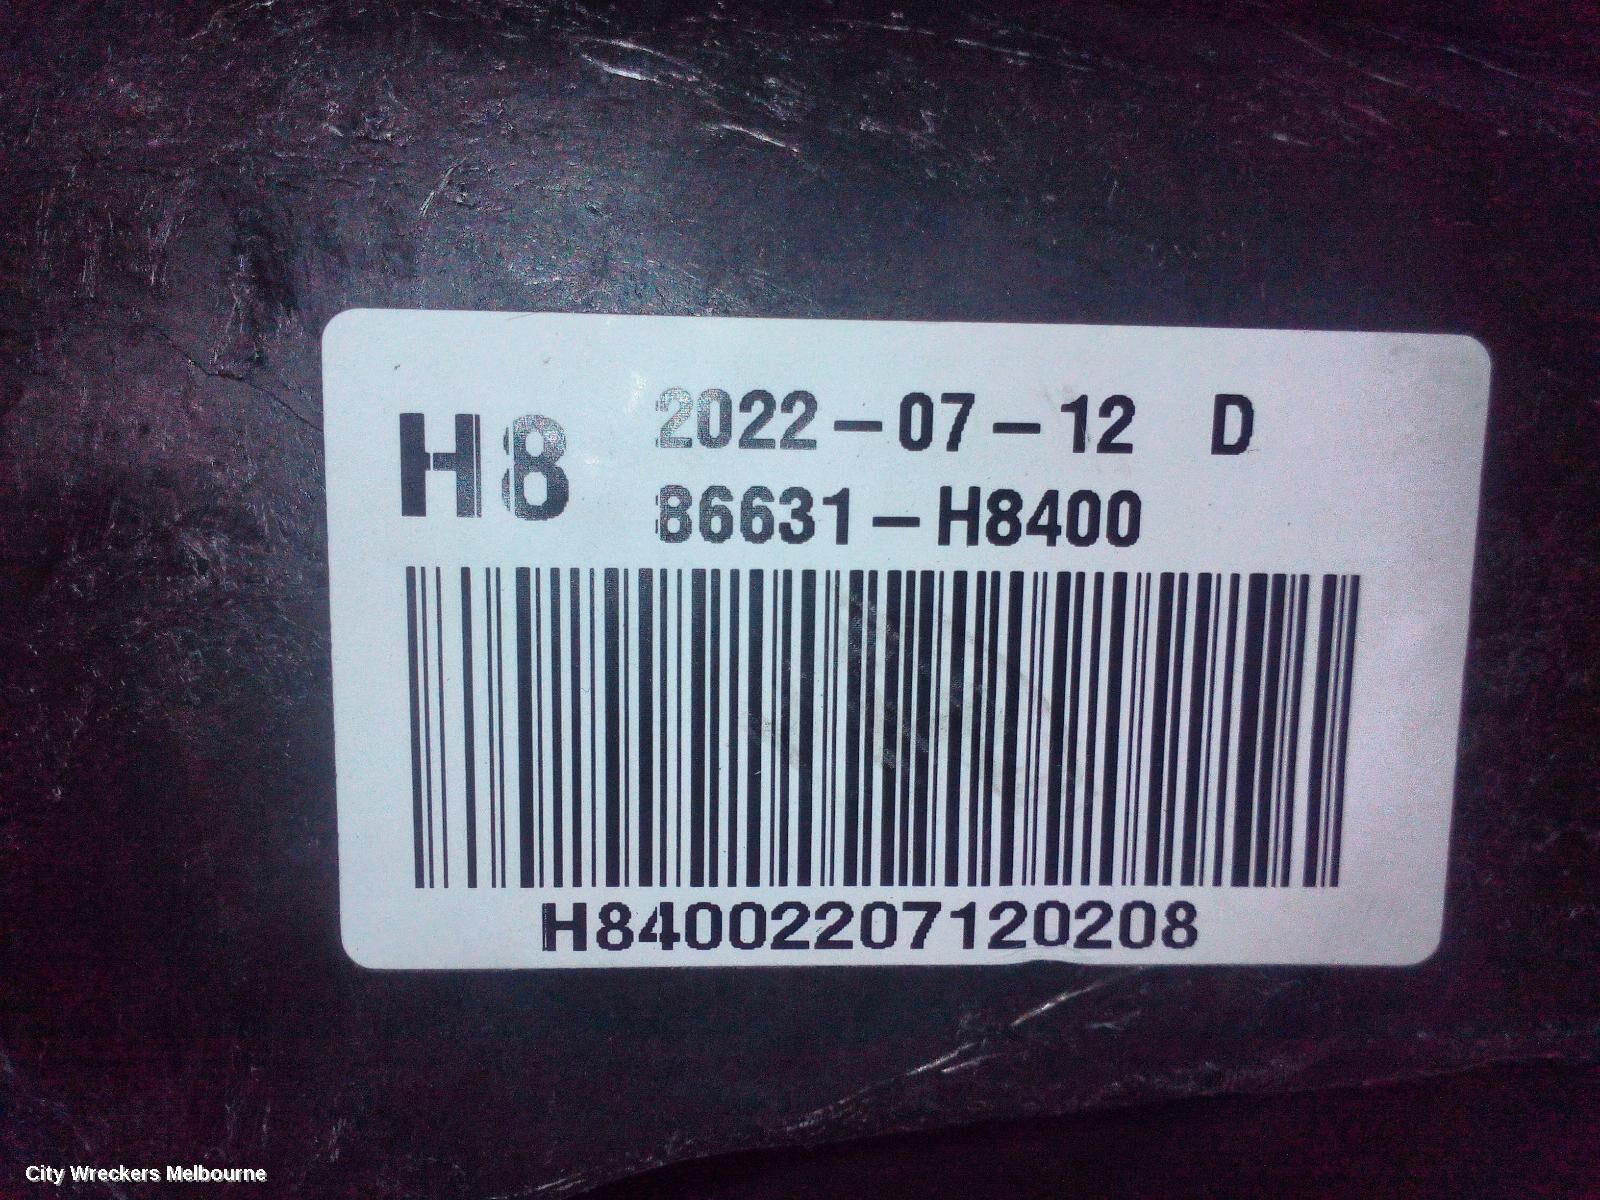 H8
2022-07-12 D
86631-H8400
H84002207120208
City Wreckers Melbourne